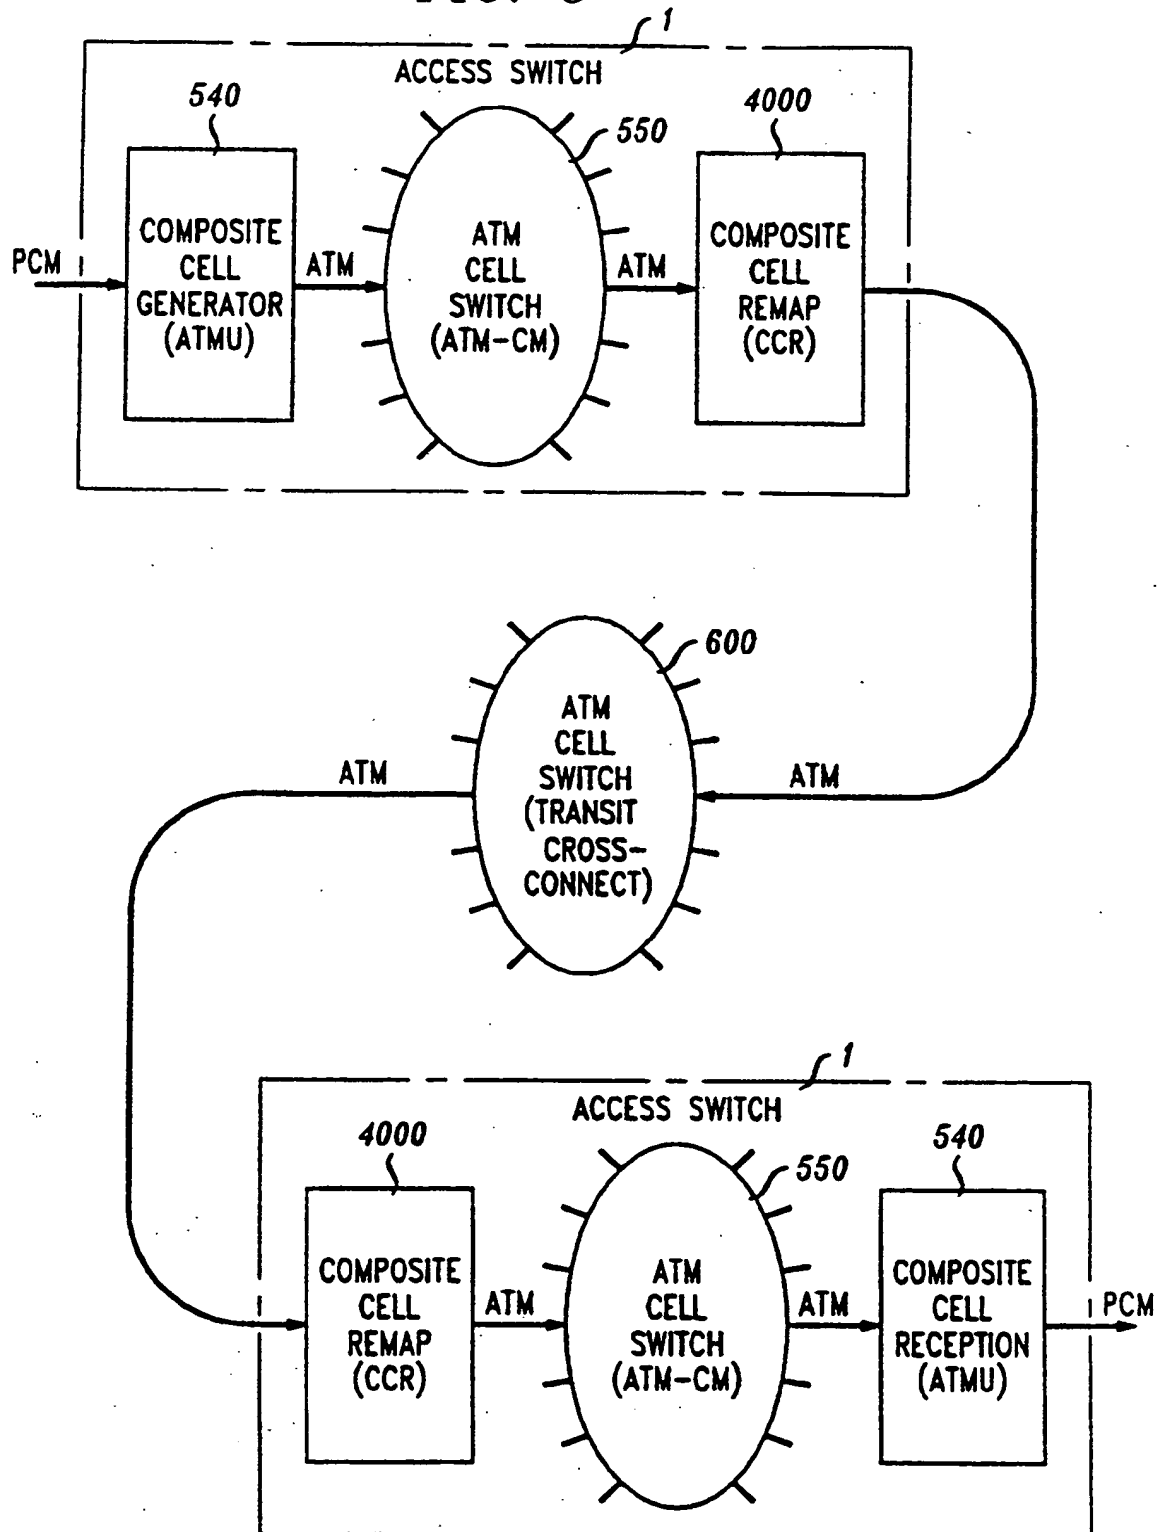 1
ACCESS SWITCH
540
550
4000
PCM
COMPOSITE
CELL
GENERATOR
(ATMU)
ATM
ATM
CELL
SWITCH
(ATM-CM)
ATM
COMPOSITE
CELL
REMAP
(CCR)
600
ATM
CELL
SWITCH
(TRANSIT
CROSS-
CONNECT)
ATM
ATM
1
ACCESS SWITCH
4000
550
540
COMPOSITE
CELL
REMAP
(CCR)
ATM
ATM
CELL
SWITCH
(ATM-CM)
ATM
COMPOSITE
CELL
RECEPTION
(ATMU)
PCM